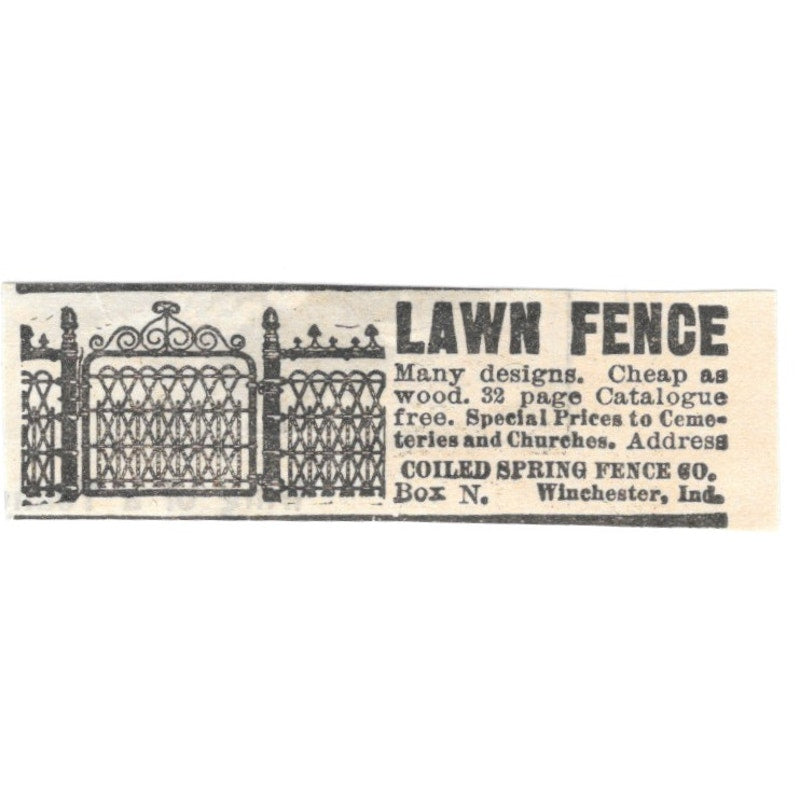 LAWN FENCE
Many designs. Cheap as
wood. 32 page Catalogue
free. Special Prices to Ceme-
teries and Churches. Address
COILED SPRING FENCE CO.
Box N. Winchester, Ind.